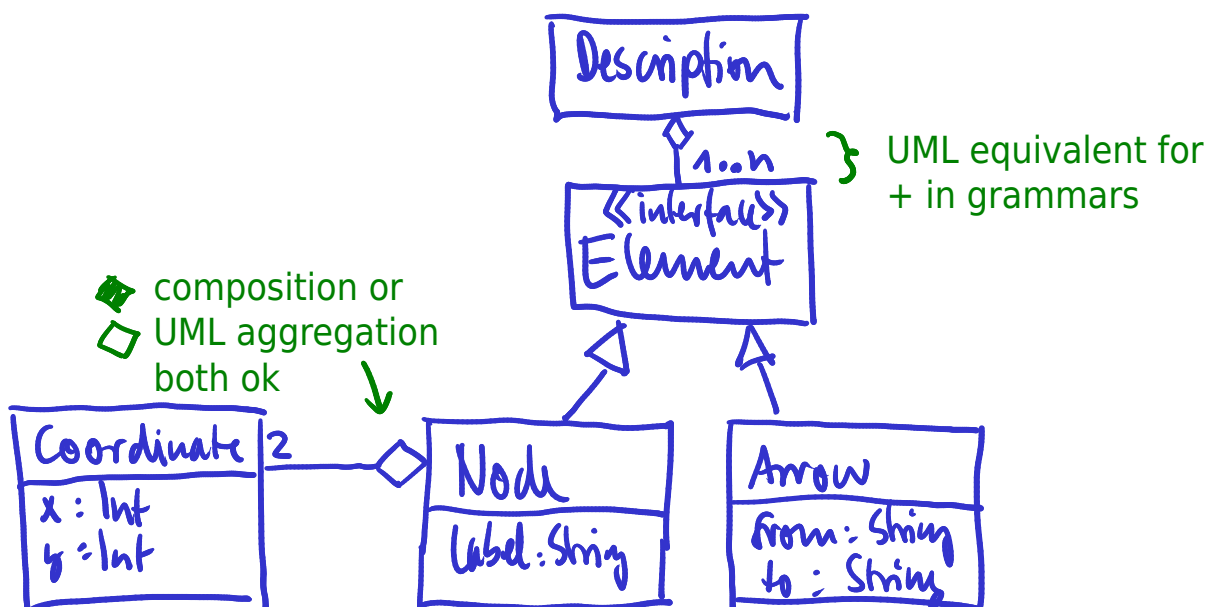 Description
1..n
UML equivalent for
+ in grammars
<<interface>>
Element
composition or
UML aggregation
both ok
Coordinate
2
x : Int
y : Int
Node
label : String
Arrow
from : String
to : String